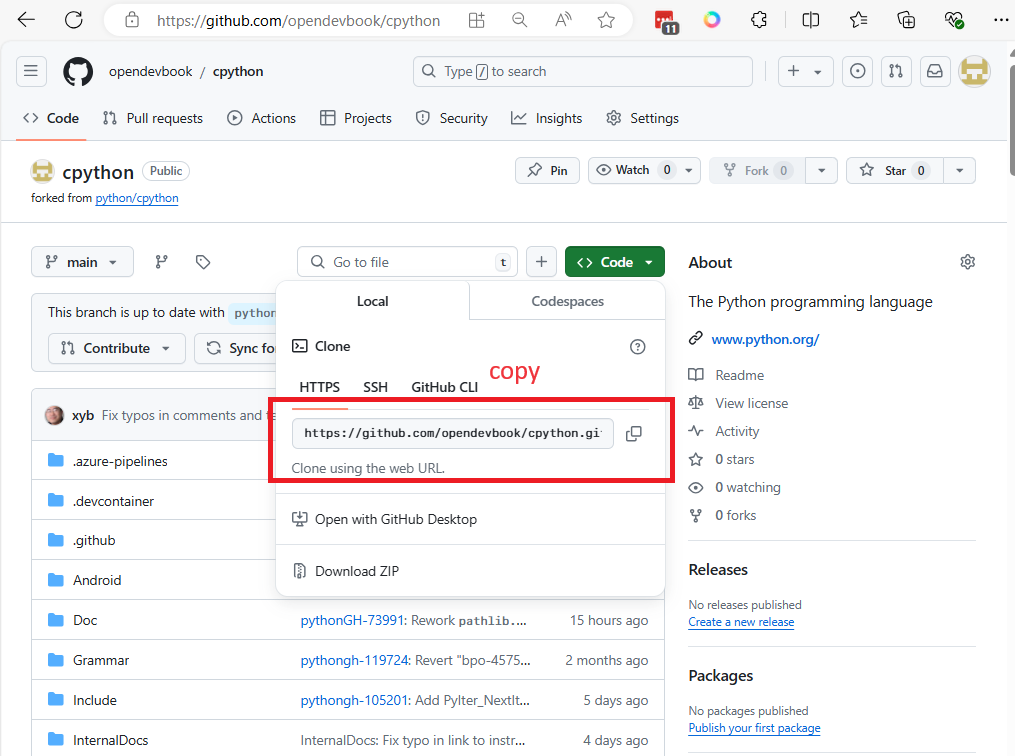 https://github.com/opendevbook/cpython
11
opendevbook / cpython
Type / to search
Code Pull requests Actions Projects Security Insights Settings
cpython Public
Pin Watch 0 Fork 0 Star 0
forked from python/cpython
main
Go to file t
Code
About
The Python programming language
www.python.org/
Readme
View license
Activity
0 stars
0 watching
0 forks
Releases
No releases published
Create a new release
Packages
No packages published
Publish your first package
This branch is up to date with python
Contribute Sync fo
Local Codespaces
Clone
copy
HTTPS SSH GitHub CLI
https://github.com/opendevbook/cpython.gi
Clone using the web URL.
Open with GitHub Desktop
Download ZIP
xyb Fix typos in comments and te
.azure-pipelines
.devcontainer
.github
Android
Doc pythonGH-73991: Rework pathlib.... 15 hours ago
Grammar pythongh-119724: Revert "bpo-4575... 2 months ago
Include pythongh-105201: Add PyIter_NextIt... 5 days ago
InternalDocs InternalDocs: Fix typo in link to instr... 4 days ago